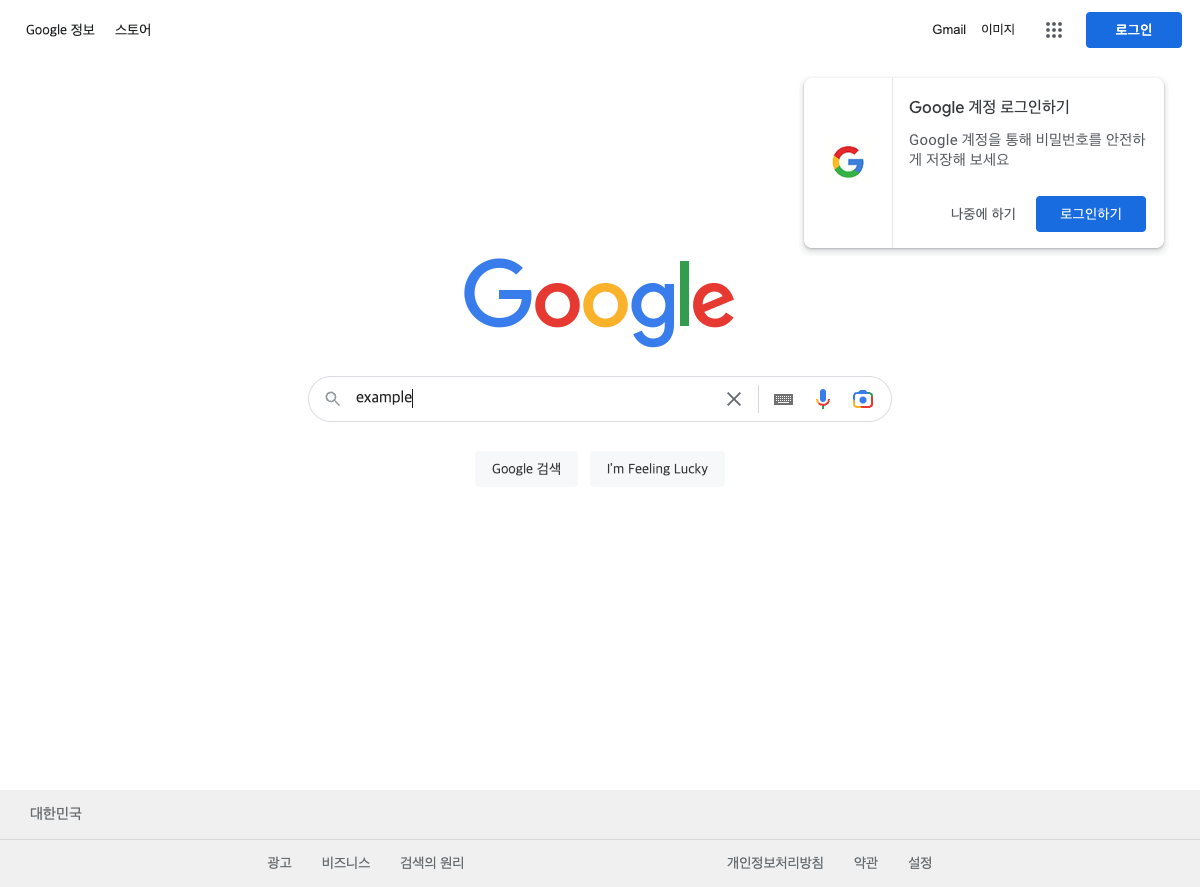 Google 정보 스토어
Gmail 이미지 로그인
Google 계정 로그인하기
Google 계정을 통해 비밀번호를 안전하
게 저장해 보세요
나중에 하기 로그인하기
Google
example
Google 검색 I'm Feeling Lucky
대한민국
광고 비즈니스 검색의 원리 개인정보처리방침 약관 설정